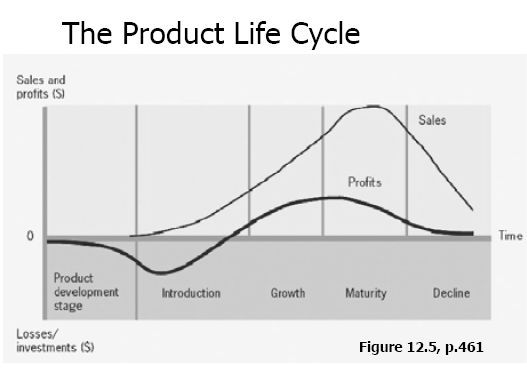 The Product Life Cycle
Sales and
profits ($)
Sales
Profits
0
Time
Product
development
stage
Introduction
Growth
Maturity
Decline
Losses/
investments ($)
Figure 12.5, p.461